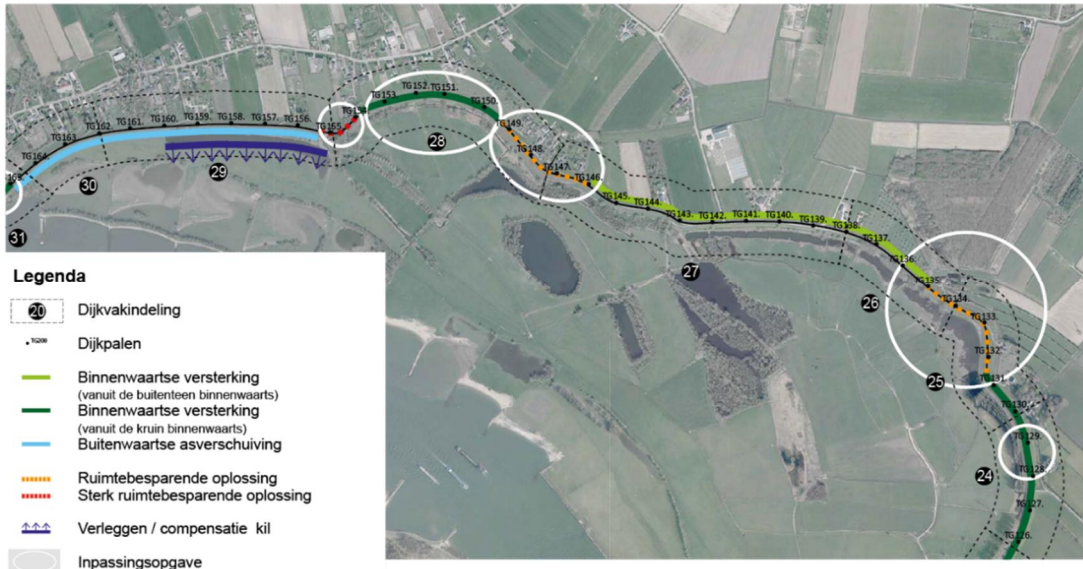 TG153.
TG152.
TG151.
TG150.
TG159.
TG158.
TG157.
TG156.
TG160.
TG161.
TG162.
TG163.
TG164.
TG149.
TG148.
TG147.
TG146.
TG145.
TG144.
TG143.
TG142.
TG141.
TG140.
TG139.
TG138.
TG137.
TG136.
TG135.
TG134.
TG133.
TG132.
TG131.
TG130.
TG129.
TG128.
TG127.
TG126.
28
29
30
31
27
26
25
24
Legenda
20
Dijkvakindeling
TG200
Dijkpalen
Binnenwaartse versterking
(vanuit de buitenteen binnenwaarts)
Binnenwaartse versterking
(vanuit de kruin binnenwaarts)
Buitenwaartse asverschuiving
Ruimtebesparende oplossing
Sterk ruimtebesparende oplossing
Verleggen / compensatie kil
Inpassingsopgave